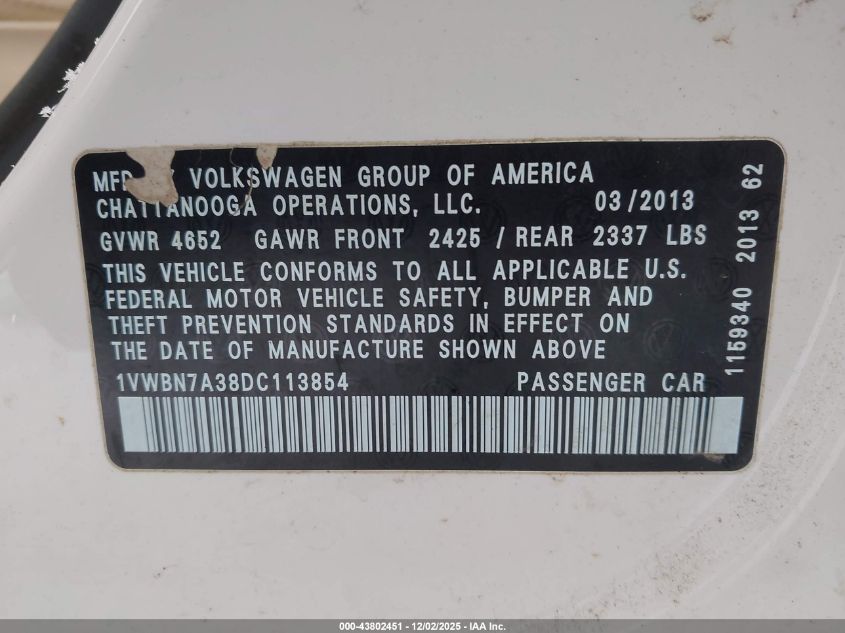 MFD VOLKSWAGEN GROUP OF AMERICA
CHATTANOOGA OPERATIONS, LLC. 03/2013
GVWR 4652 GAWR FRONT 2425 / REAR 2337 LBS
THIS VEHICLE CONFORMS TO ALL APPLICABLE U.S.
FEDERAL MOTOR VEHICLE SAFETY, BUMPER AND
THEFT PREVENTION STANDARDS IN EFFECT ON
THE DATE OF MANUFACTURE SHOWN ABOVE
1VWBN7A38DC113854 PASSENGER CAR
1159340 2013 62
000-43802451 - 12/02/2025 - IAA Inc.